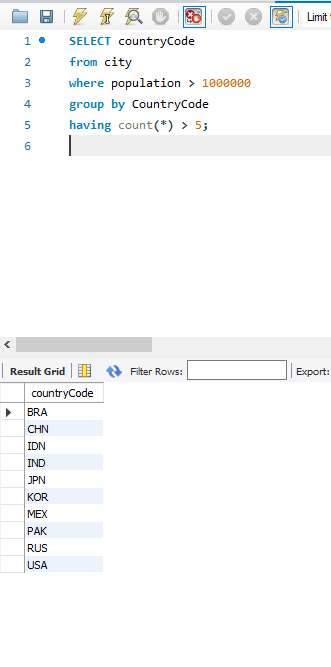 Limit
1 SELECT countryCode
2 from city
3 where population > 1000000
4 group by CountryCode
5 having count(*) > 5;
6
<
Result Grid Filter Rows: Export:
countryCode
BRA
CHN
IDN
IND
JPN
KOR
MEX
PAK
RUS
USA